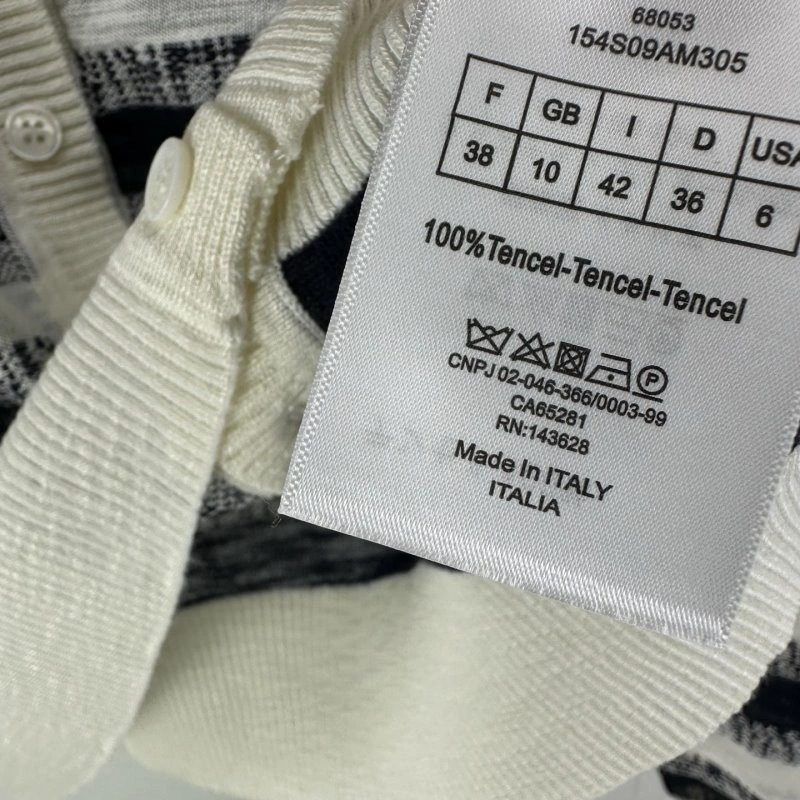 68053
154S09AM305
F GB I D USA
38 10 42 36 6
100%Tencel-Tencel-Tencel
P
CNPJ 02-046-366/0003-99
CA65281
RN:143628
Made In ITALY
ITALIA